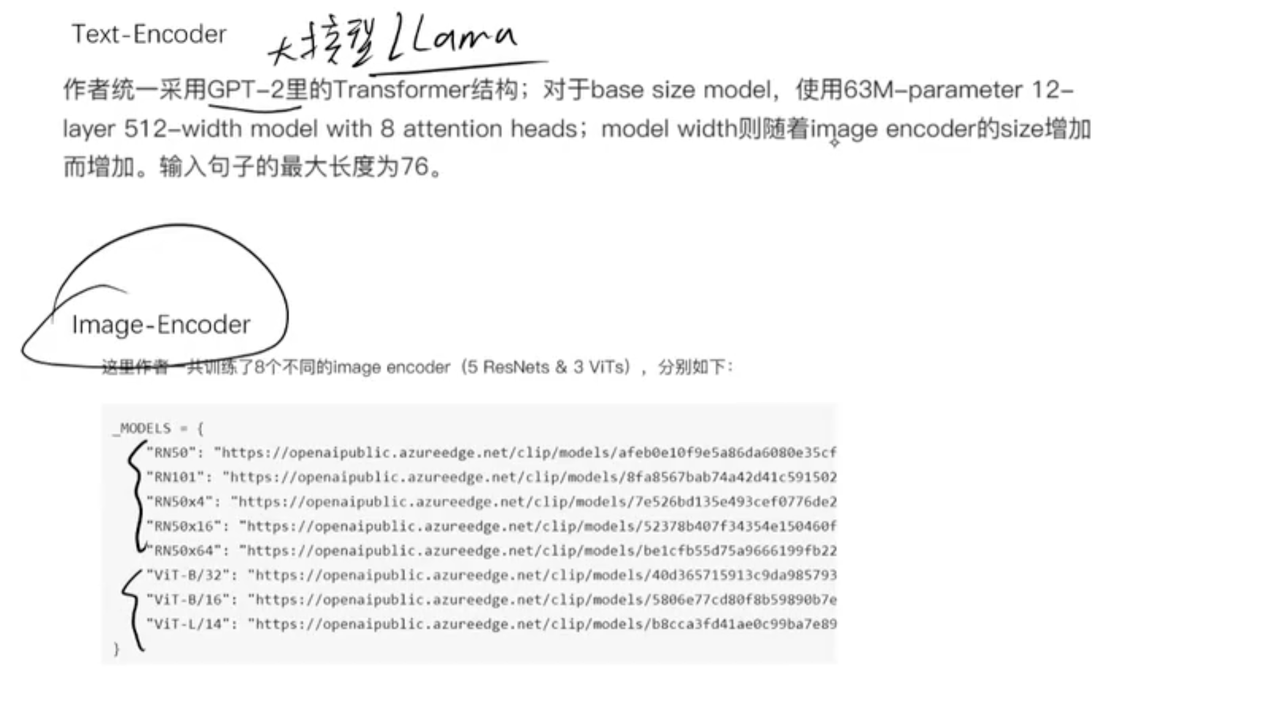 Text-Encoder
大模型 LLama
作者统一采用GPT-2里的Transformer结构；对于base size model，使用63M-parameter 12-
layer 512-width model with 8 attention heads；model width则随着image encoder的size增加
而增加。输入句子的最大长度为76。
Image-Encoder
这里作者一共训练了8个不同的image encoder（5 ResNets & 3 ViTs），分别如下：
_MODELS = {
"RN50": "https://openaipublic.azureedge.net/clip/models/afeb0e10f9e5a86da6080e35cf
"RN101": "https://openaipublic.azureedge.net/clip/models/8fa8567bab74a42d41c591502
"RN50x4": "https://openaipublic.azureedge.net/clip/models/7e526bd135e493cef0776de2
"RN50x16": "https://openaipublic.azureedge.net/clip/models/52378b407f34354e150460f
"RN50x64": "https://openaipublic.azureedge.net/clip/models/be1cfb55d75a9666199fb22
"ViT-B/32": "https://openaipublic.azureedge.net/clip/models/40d365715913c9da985793
"ViT-B/16": "https://openaipublic.azureedge.net/clip/models/5806e77cd80f8b59890b7e
"ViT-L/14": "https://openaipublic.azureedge.net/clip/models/b8cca3fd41ae0c99ba7e89
}